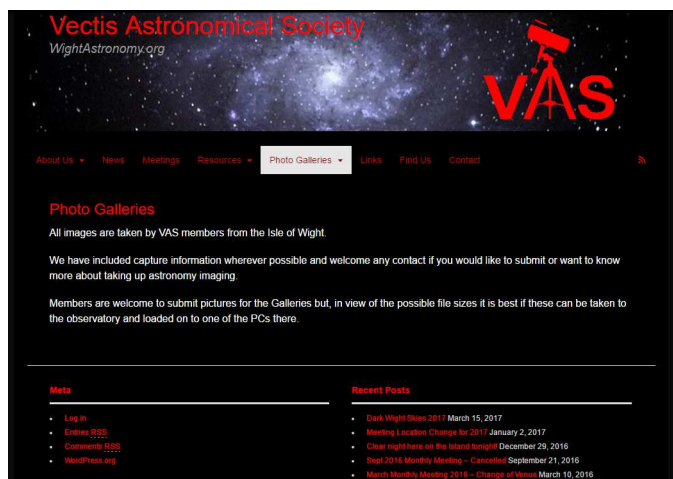 Vectis Astronomical Society
WightAstronomy.org
VAS
About Us News Meetings Resources Photo Galleries Links Find Us Contact
Photo Galleries
All images are taken by VAS members from the Isle of Wight.
We have included capture information wherever possible and welcome any contact if you would like to submit or want to know
more about taking up astronomy imaging.
Members are welcome to submit pictures for the Galleries but, in view of the possible file sizes it is best if these can be taken to
the observatory and loaded on to one of the PCs there.
Meta
Log in
Entries RSS
Comments RSS
WordPress.org
Recent Posts
Dark Wight Skies 2017 March 15, 2017
Meeting Location Change for 2017 January 2, 2017
Clear night here on the Island tonight! December 29, 2016
Sept 2016 Monthly Meeting – Cancelled September 21, 2016
March Monthly Meeting 2016 – Change of Venue March 10, 2016